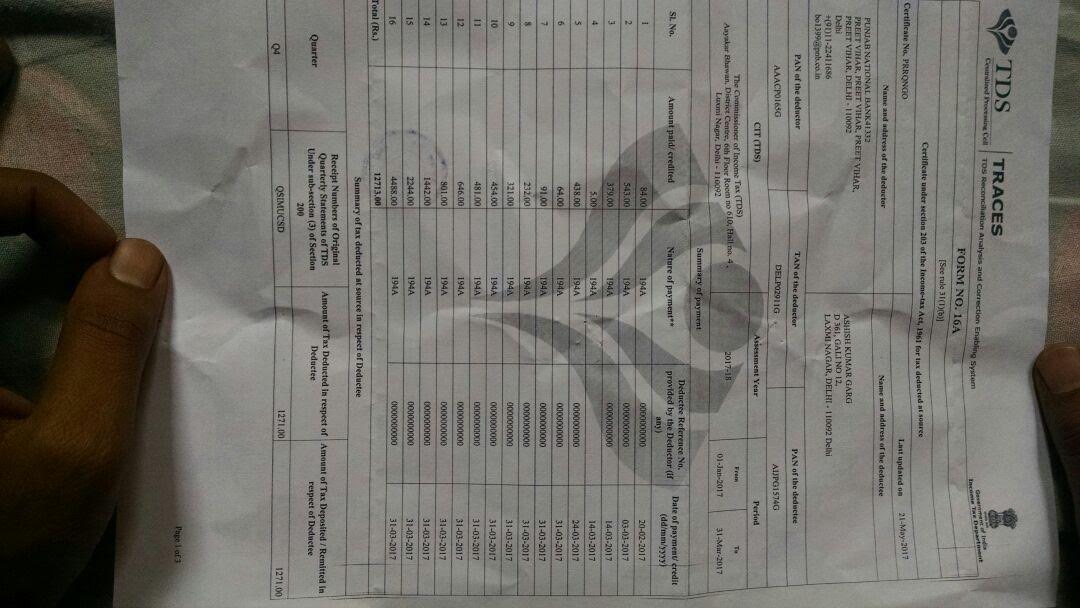 TDS
Centralized Processing Cell
TRACES
TDS Reconciliation Analysis and Correction Enabling System
Government of India
Income Tax Department
FORM NO. 16A
[See rule 31(1)(b)]
Certificate under section 203 of the Income-tax Act, 1961 for tax deducted at source
Certificate No. PRRQNGO Last updated on 21-May-2017
Name and address of the deductor Name and address of the deductee
PUNJAB NATIONAL BANK41332
PREET VIHAR, PREET VIHAR, PREET VIHAR,
PREET VIHAR, DELHI - 110092
Delhi
+(91)11-22411686
bo1399@pnb.co.in
ASHISH KUMAR GARG
D 361, GALI NO 12,
LAXMI NAGAR, DELHI - 110092 Delhi
PAN of the deductor TAN of the deductor PAN of the deductee
AAACP0165G DELP02911G AIJPG1574G
CIT (TDS) Assessment Year Period
The Commissioner of Income Tax (TDS)
Aayakar Bhawan, District Centre, 6th Floor Room no 610, Hall no. 4,
Luxmi Nagar, Delhi - 110092
2017-18
From To
01-Jan-2017 31-Mar-2017
Summary of payment
Sl. No. Amount paid/ credited Nature of payment** Deductee Reference No. provided by the Deductor (if any) Date of payment/ credit (dd/mm/yyyy)
1 84.00 194A 0000000000 20-02-2017
2 543.00 194A 0000000000 03-03-2017
3 379.00 194A 0000000000 14-03-2017
4 5.00 194A 14-03-2017
5 438.00 194A 0000000000 24-03-2017
6 64.00 194A 0000000000 31-03-2017
7 91.00 194A 0000000000 31-03-2017
8 232.00 194A 0000000000 31-03-2017
9 321.00 194A 0000000000 31-03-2017
10 454.00 194A 0000000000 31-03-2017
11 481.00 194A 0000000000 31-03-2017
12 646.00 194A 0000000000 31-03-2017
13 801.00 194A 0000000000 31-03-2017
14 1442.00 194A 0000000000 31-03-2017
15 2244.00 194A 0000000000 31-03-2017
16 4488.00 194A 0000000000 31-03-2017
Total (Rs.) 12713.00
Summary of tax deducted at source in respect of Deductee
Quarter Receipt Numbers of Original Quarterly Statements of TDS Under sub-section (3) of Section 200 Amount of Tax Deducted in respect of Deductee Amount of Tax Deposited / Remitted in respect of Deductee
Q4 QSIMUCSD 1271.00 1271.00
Page 1 of 3